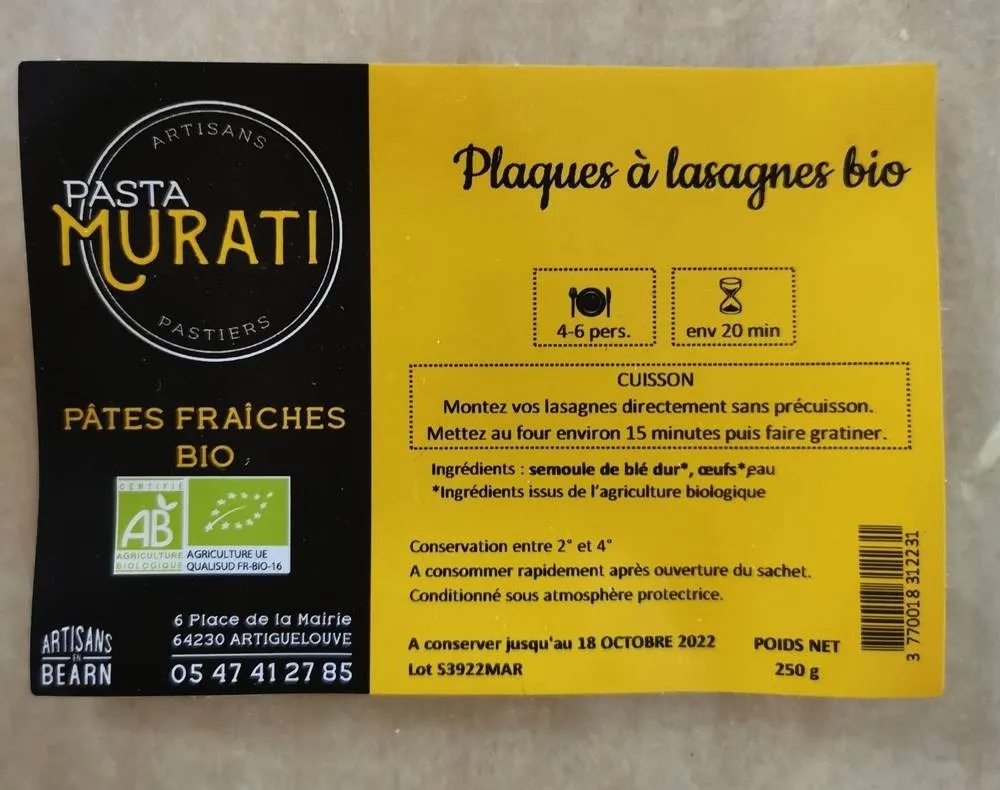 ARTISANS
PASTA
MURATI
PASTIERS
PÂTES FRAÎCHES
BIO
CERTIFIÉ
AB
AGRICULTURE
BIOLOGIQUE
AGRICULTURE UE
QUALISUD FR-BIO-16
ARTISANS
EN
BEARN
6 Place de la Mairie
64230 ARTIGUELOUVE
05 47 41 27 85
Plaques à lasagnes bio
4-6 pers.
env 20 min
CUISSON
Montez vos lasagnes directement sans précuisson.
Mettez au four environ 15 minutes puis faire gratiner.
Ingrédients : semoule de blé dur*, œufs*eau
*Ingrédients issus de l'agriculture biologique
Conservation entre 2° et 4°
A consommer rapidement après ouverture du sachet.
Conditionné sous atmosphère protectrice.
A conserver jusqu'au 18 OCTOBRE 2022
Lot S3922MAR
POIDS NET
250 g
3 770018 312231